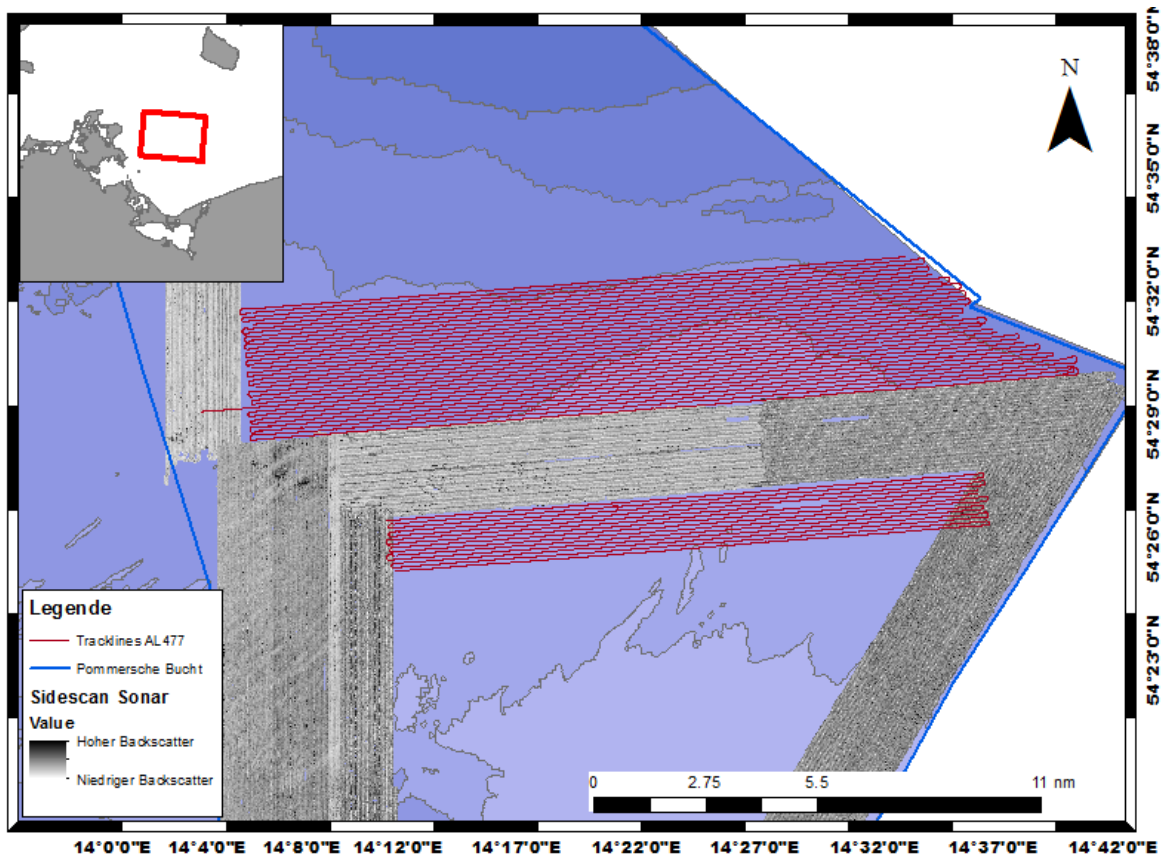 N
54°38'0"N
54°35'0"N
54°32'0"N
54°29'0"N
54°26'0"N
54°23'0"N
Legende
Tracklines AL477
Pommersche Bucht
Sidescan Sonar
Value
Hoher Backscatter
Niedriger Backscatter
0 2.75 5.5 11 nm
14°0'0"E 14°4'0"E 14°8'0"E 14°12'0"E 14°17'0"E 14°22'0"E 14°27'0"E 14°32'0"E 14°37'0"E 14°42'0"E